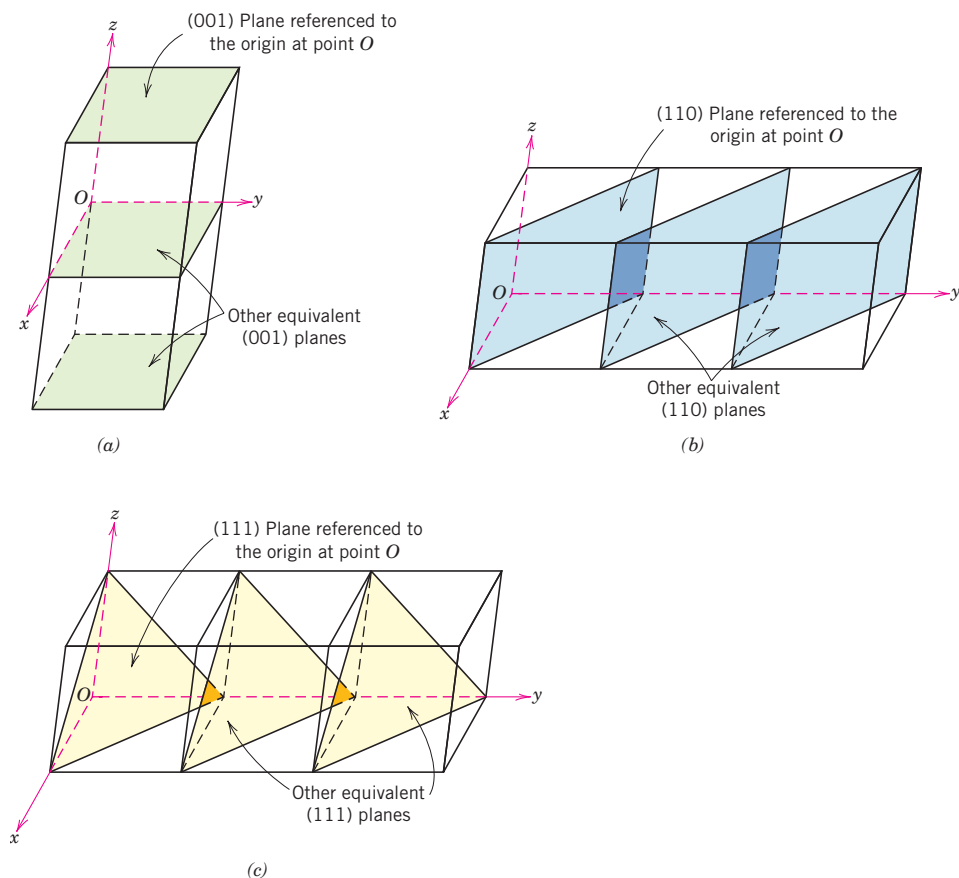 z
(001) Plane referenced to
the origin at point O
O
y
x
Other equivalent
(001) planes
(a)
(110) Plane referenced to the
origin at point O
z
O
y
x
Other equivalent
(110) planes
(b)
z
(111) Plane referenced to
the origin at point O
O
y
x
Other equivalent
(111) planes
(c)